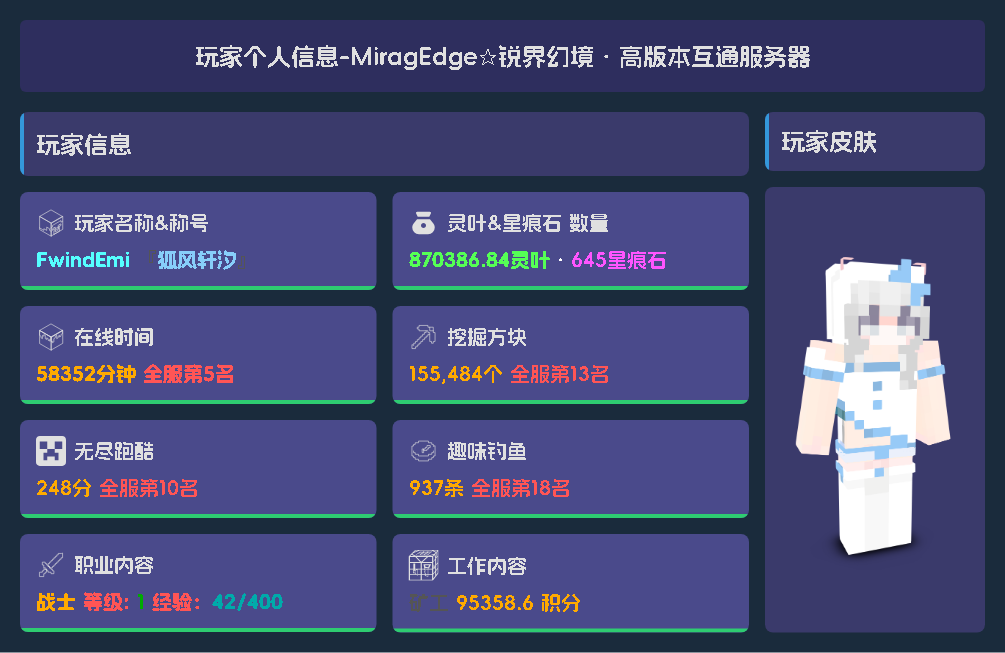 玩家个人信息-MiragEdge☆锐界幻境 · 高版本互通服务器
玩家信息
玩家名称&称号
FwindEmi 「狐风轩汐」
灵叶&星痕石 数量
870386.84灵叶 · 645星痕石
在线时间
58352分钟 全服第5名
挖掘方块
155,484个 全服第13名
无尽跑酷
248分 全服第10名
趣味钓鱼
937条 全服第18名
职业内容
战士 等级: 1 经验: 42/400
工作内容
矿工 95358.6 积分
玩家皮肤